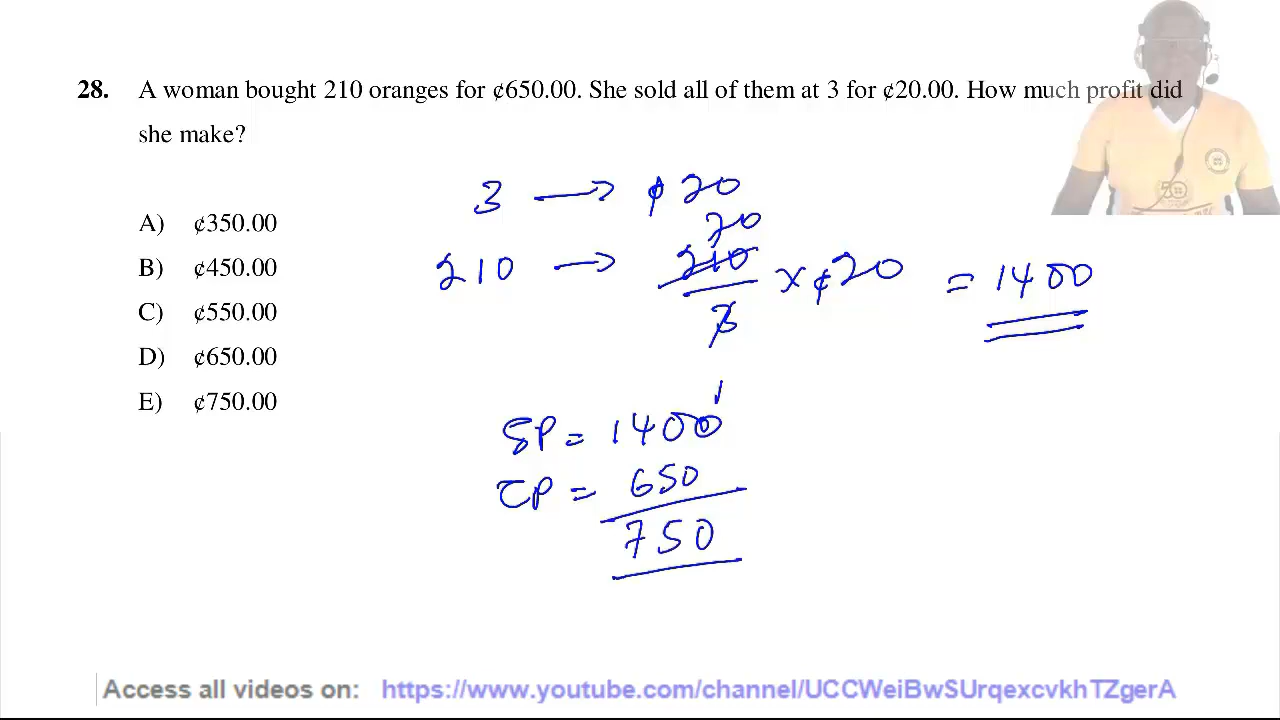 28. A woman bought 210 oranges for ¢650.00. She sold all of them at 3 for ¢20.00. How much profit did
she make?
3 → ¢20
A) ¢350.00
70
B) ¢450.00
210 → 210/3 x ¢20 = 1400
C) ¢550.00
D) ¢650.00
E) ¢750.00
SP = 1400
CP = 650
750
Access all videos on: https://www.youtube.com/channel/UCCWeiBwSUrqexcvkhTZgerA